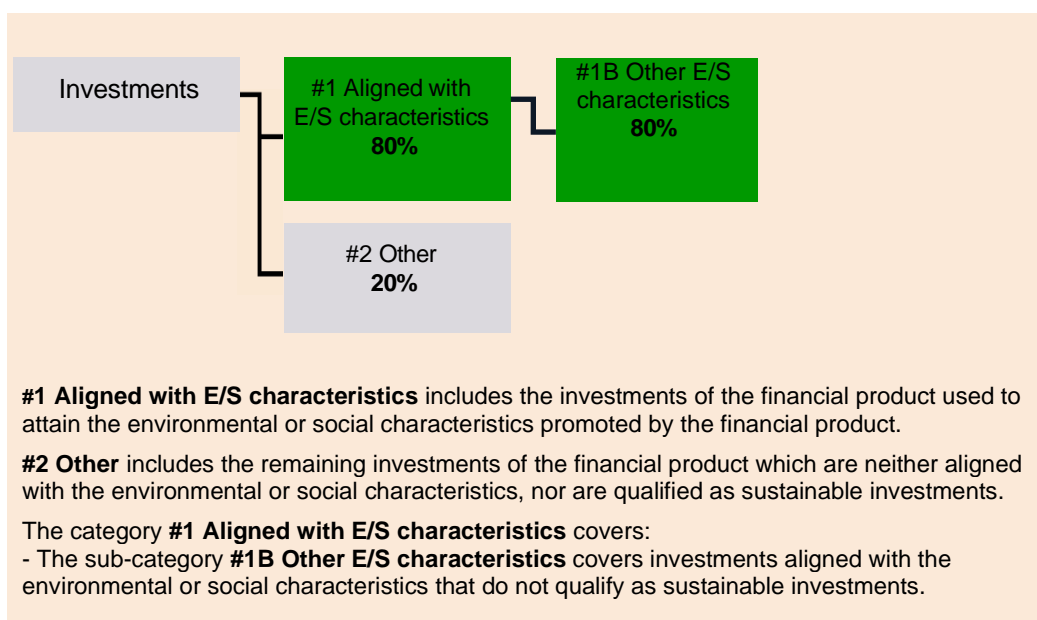 Investments
#1 Aligned with
E/S characteristics
80%
#1B Other E/S
characteristics
80%
#2 Other
20%
#1 Aligned with E/S characteristics includes the investments of the financial product used to
attain the environmental or social characteristics promoted by the financial product.
#2 Other includes the remaining investments of the financial product which are neither aligned
with the environmental or social characteristics, nor are qualified as sustainable investments.
The category #1 Aligned with E/S characteristics covers:
- The sub-category #1B Other E/S characteristics covers investments aligned with the
environmental or social characteristics that do not qualify as sustainable investments.